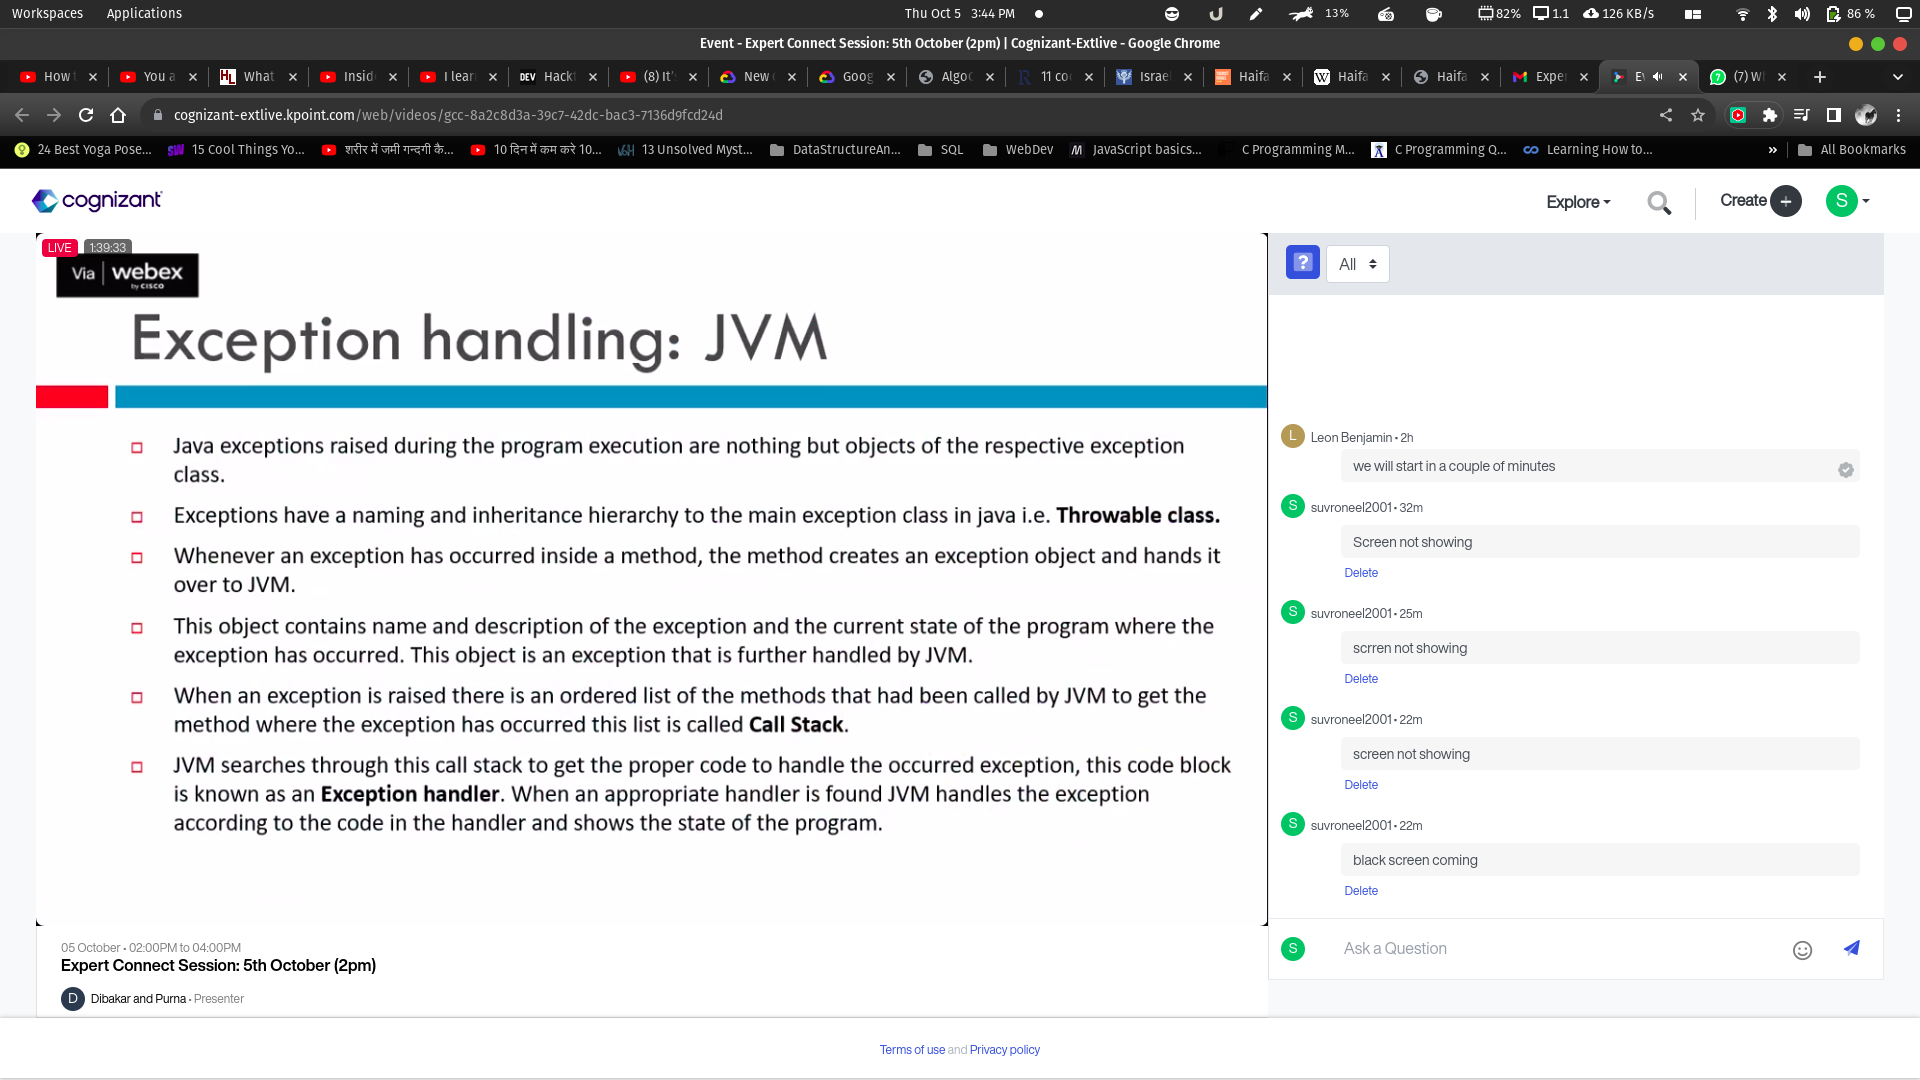 Workspaces Applications Thu Oct 5 3:44 PM 13% 82% 1.1 126 KB/s 86 %
Event - Expert Connect Session: 5th October (2pm) | Cognizant-Extlive - Google Chrome
How You a HL What Insid I lear DEV Hack (8) It' New Goog AlgoC R 11 co Israe Haifa W Haifa Haifa Exper E (7) W
cognizant-extlive.kpoint.com/web/videos/gcc-8a2c8d3a-39c7-42dc-bac3-7136d9fcd24d
24 Best Yoga Pose... SW 15 Cool Things Yo... शरीर में जमी गन्दगी कै... 10 दिन में कम करे 10... 13 Unsolved Myst... DataStructureAn... SQL WebDev M JavaScript basics... C Programming M... C Programming Q... Learning How to... » All Bookmarks
cognizant Explore Create + S
LIVE 1:39:33
Via webex
by CISCO
? All
Exception handling: JVM
Java exceptions raised during the program execution are nothing but objects of the respective exception
class.
Exceptions have a naming and inheritance hierarchy to the main exception class in java i.e. Throwable class.
Whenever an exception has occurred inside a method, the method creates an exception object and hands it
over to JVM.
This object contains name and description of the exception and the current state of the program where the
exception has occurred. This object is an exception that is further handled by JVM.
When an exception is raised there is an ordered list of the methods that had been called by JVM to get the
method where the exception has occurred this list is called Call Stack.
JVM searches through this call stack to get the proper code to handle the occurred exception, this code block
is known as an Exception handler. When an appropriate handler is found JVM handles the exception
according to the code in the handler and shows the state of the program.
L Leon Benjamin • 2h
we will start in a couple of minutes
S suvroneel2001 • 32m
Screen not showing
Delete
S suvroneel2001 • 25m
scrren not showing
Delete
S suvroneel2001 • 22m
screen not showing
Delete
S suvroneel2001 • 22m
black screen coming
Delete
S Ask a Question
05 October • 02:00PM to 04:00PM
Expert Connect Session: 5th October (2pm)
D Dibakar and Purna • Presenter
Terms of use and Privacy policy